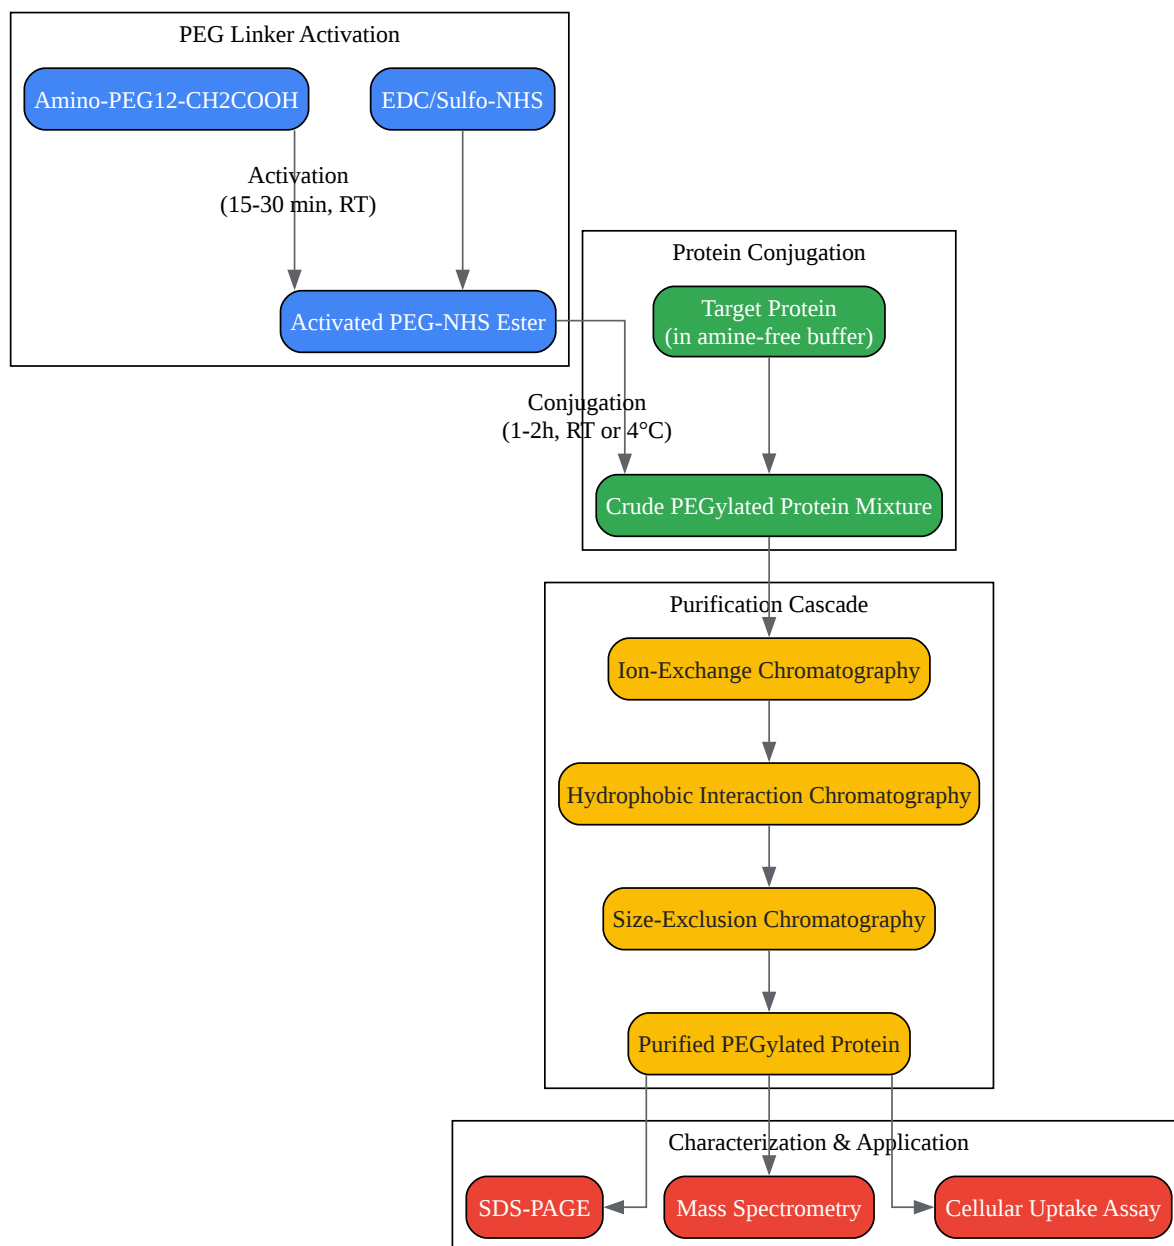 PEG Linker Activation
Amino-PEG12-CH2COOH
EDC/Sulfo-NHS
Activation
(15-30 min, RT)
Activated PEG-NHS Ester
Protein Conjugation
Target Protein
(in amine-free buffer)
Conjugation
(1-2h, RT or 4°C)
Crude PEGylated Protein Mixture
Purification Cascade
Ion-Exchange Chromatography
Hydrophobic Interaction Chromatography
Size-Exclusion Chromatography
Purified PEGylated Protein
Characterization & Application
SDS-PAGE
Mass Spectrometry
Cellular Uptake Assay